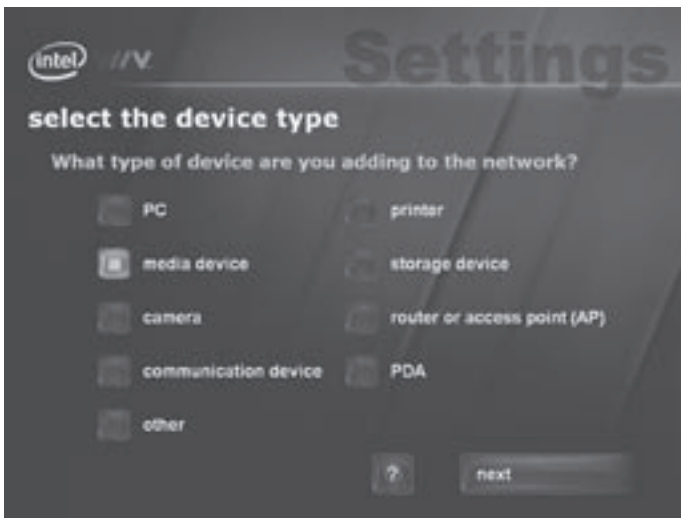 intel //V Settings
select the device type
What type of device are you adding to the network?
PC
printer
media device
storage device
camera
router or access point (AP)
communication device
PDA
other
? next